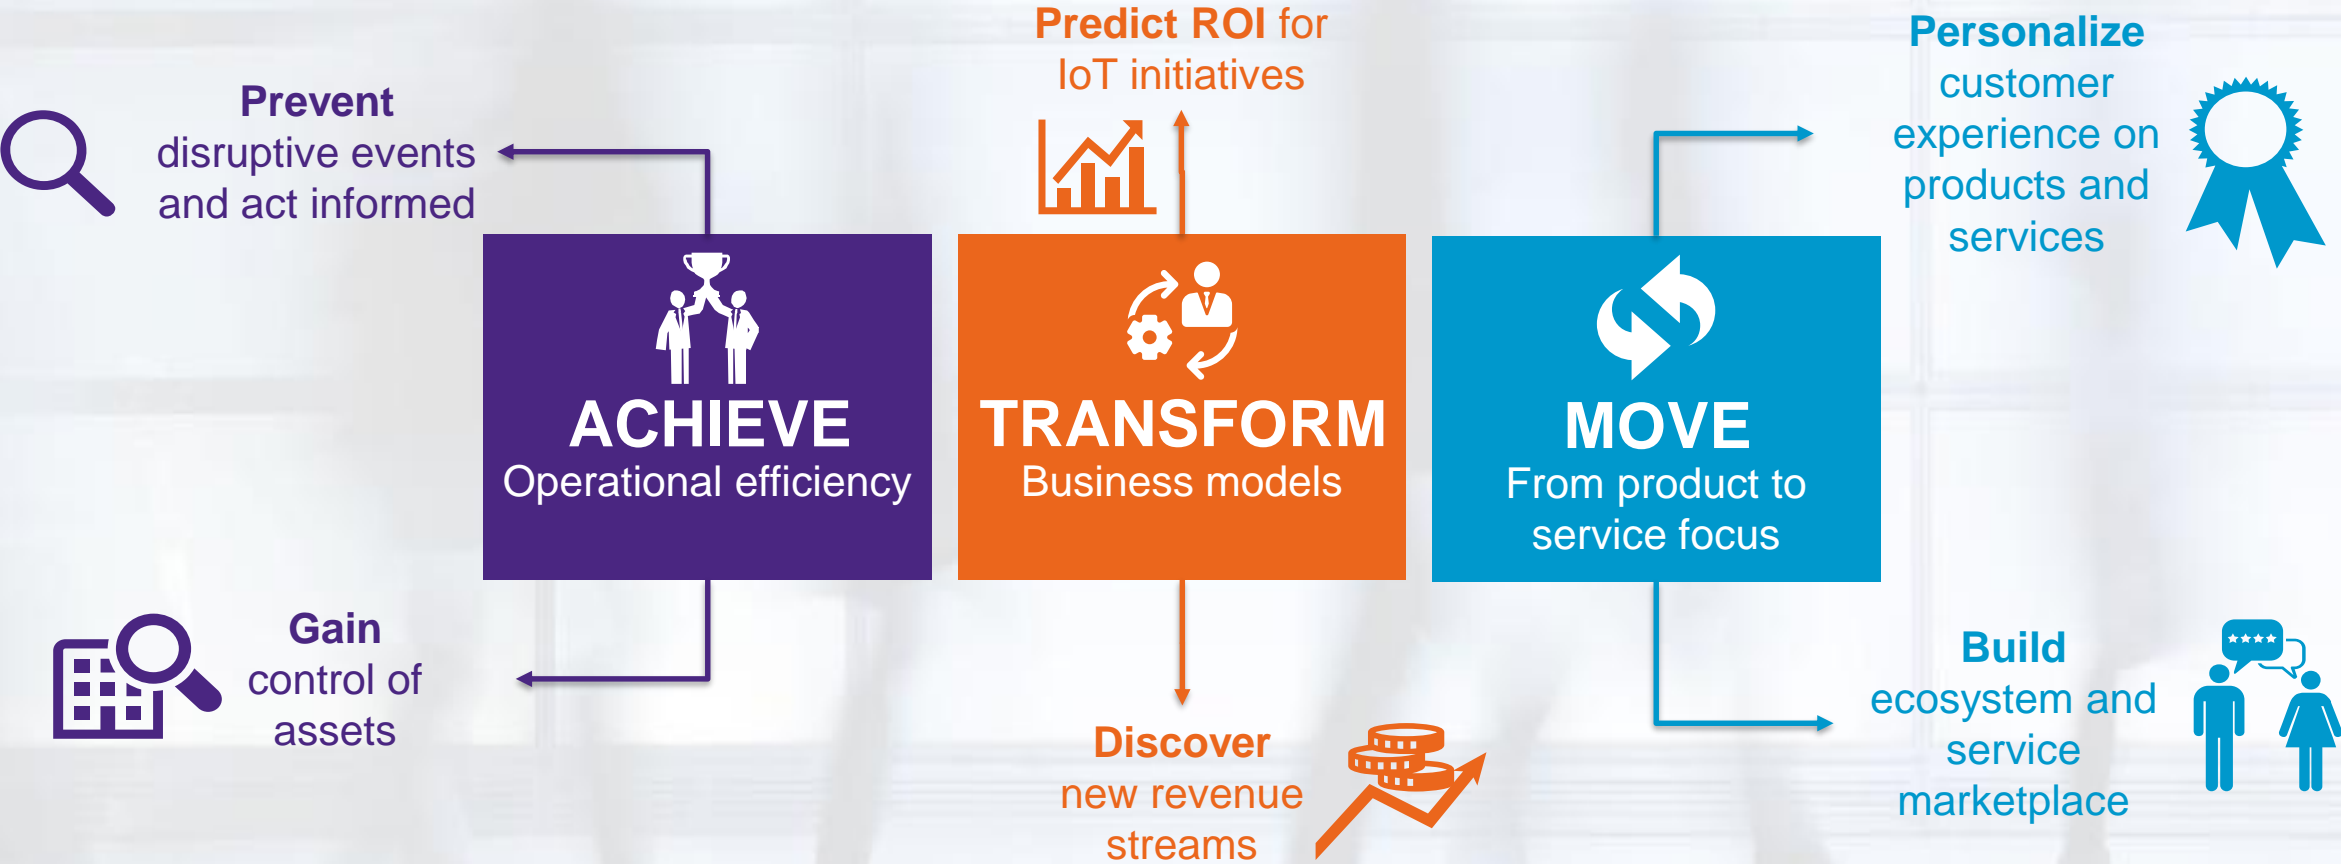 Prevent
disruptive events
and act informed
Gain
control of
assets
ACHIEVE
Operational efficiency
Predict ROI for
IoT initiatives
TRANSFORM
Business models
Discover
new revenue
streams
MOVE
From product to
service focus
Personalize
customer
experience on
products and
services
Build
ecosystem and
service
marketplace